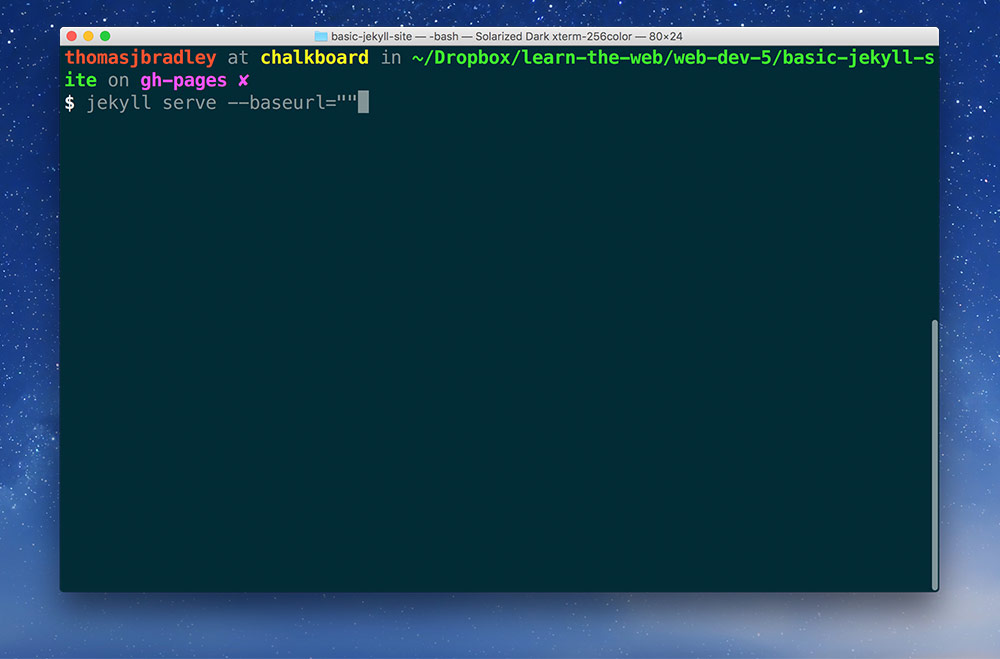 basic-jekyll-site — -bash — Solarized Dark xterm-256color — 80×24
thomasjbradley at chalkboard in ~/Dropbox/learn-the-web/web-dev-5/basic-jekyll-s
ite on gh-pages ✘
$ jekyll serve --baseurl=""